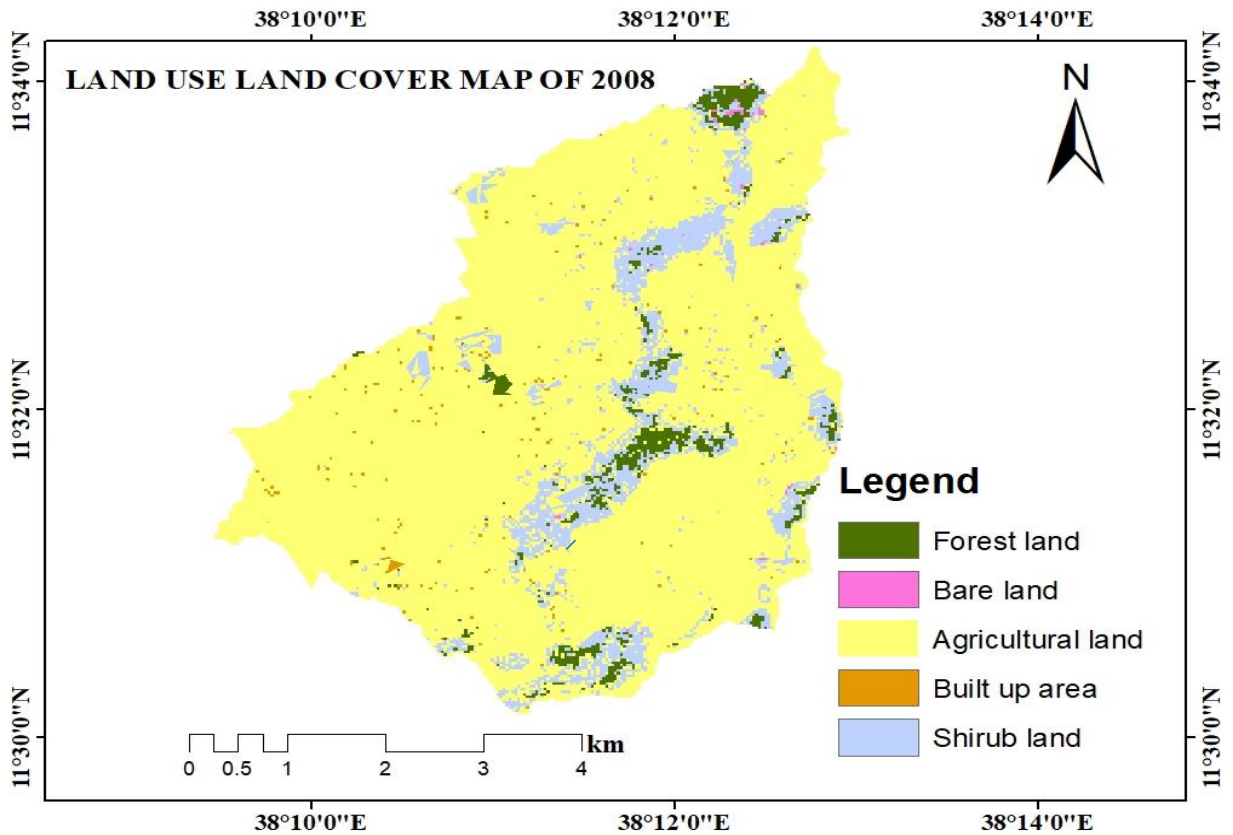 38°10'0"E 38°12'0"E 38°14'0"E
11°34'0"N
LAND USE LAND COVER MAP OF 2008
N
11°34'0"N
11°32'0"N
11°32'0"N
Legend
Forest land
Bare land
Agricultural land
Built up area
Shirub land
11°30'0"N
11°30'0"N
km
0 0.5 1 2 3 4
38°10'0"E 38°12'0"E 38°14'0"E